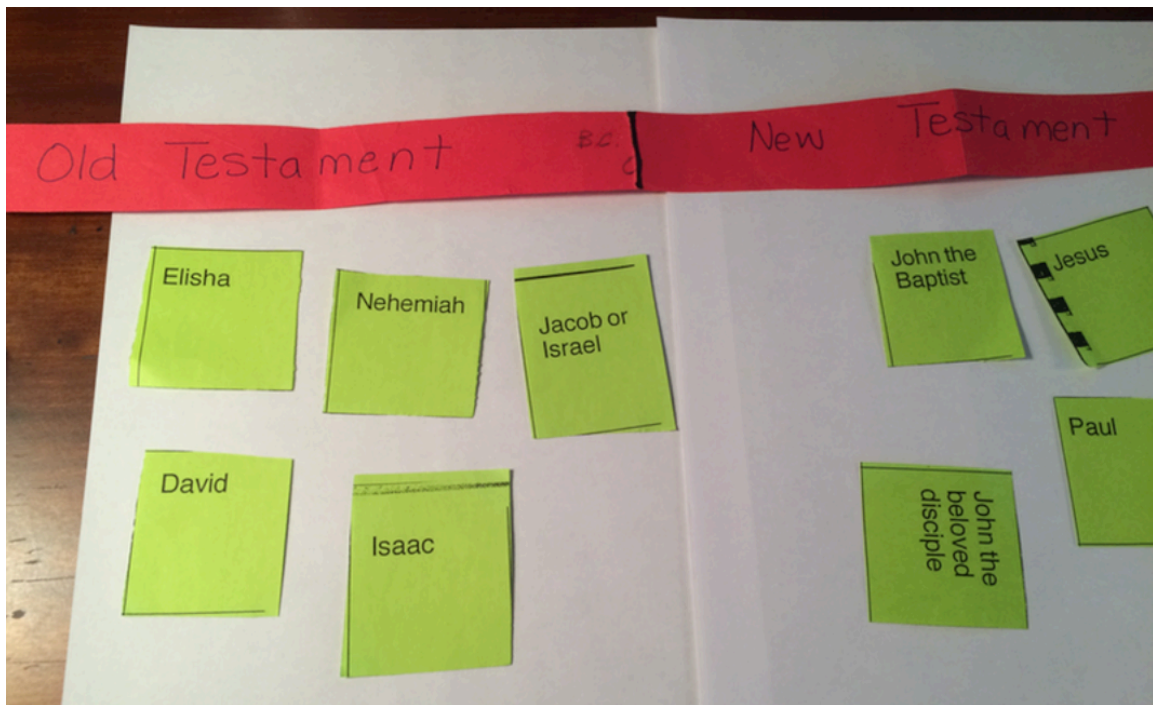 Old Testament
B.C.
New Testament
Elisha
Nehemiah
Jacob or
Israel
John the
Baptist
Jesus
David
Isaac
John the
beloved
disciple
Paul